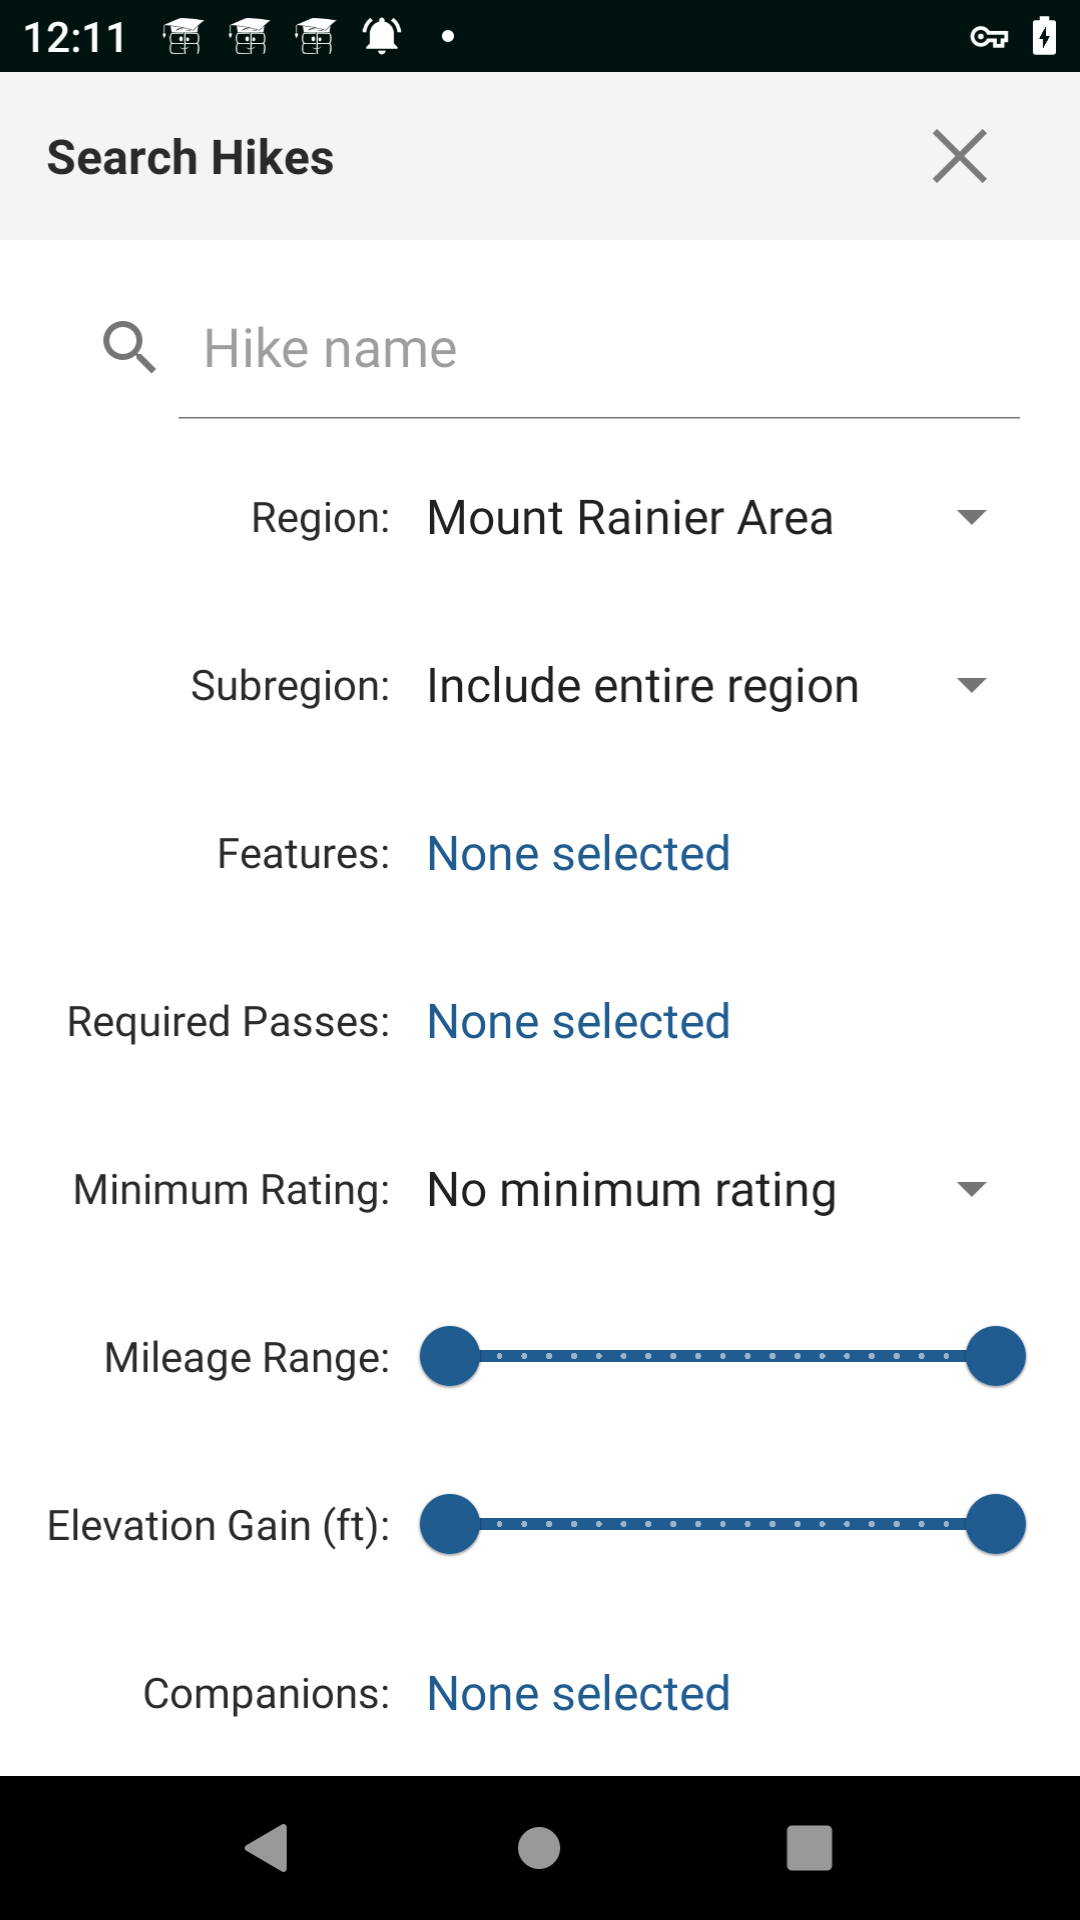 12:11
Search Hikes
Hike name
Region: Mount Rainier Area
Subregion: Include entire region
Features: None selected
Required Passes: None selected
Minimum Rating: No minimum rating
Mileage Range:
Elevation Gain (ft):
Companions: None selected